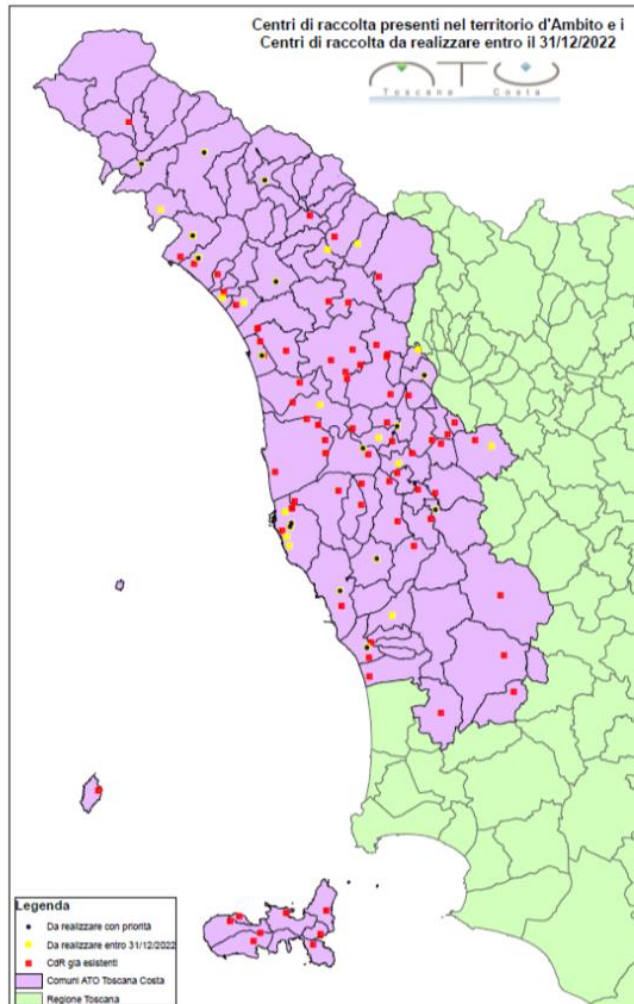 Centri di raccolta presenti nel territorio d'Ambito e i
Centri di raccolta da realizzare entro il 31/12/2022
ATO
Toscana Costa
Legenda
Da realizzare con priorità
Da realizzare entro 31/12/2022
CdR già esistenti
Comuni ATO Toscana Costa
Regione Toscana